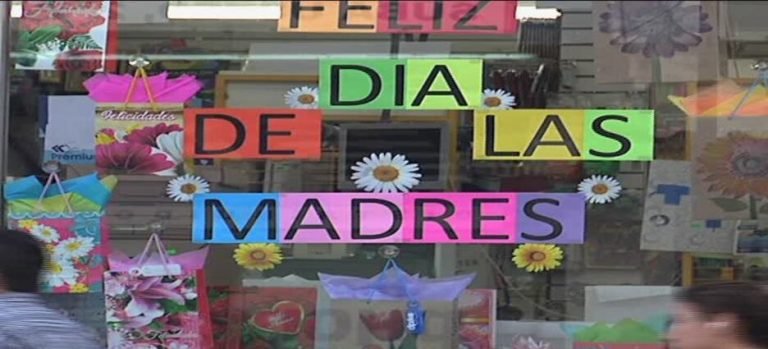 FELIZ
DIA
DE LAS
MADRES
Felicidades
Premium